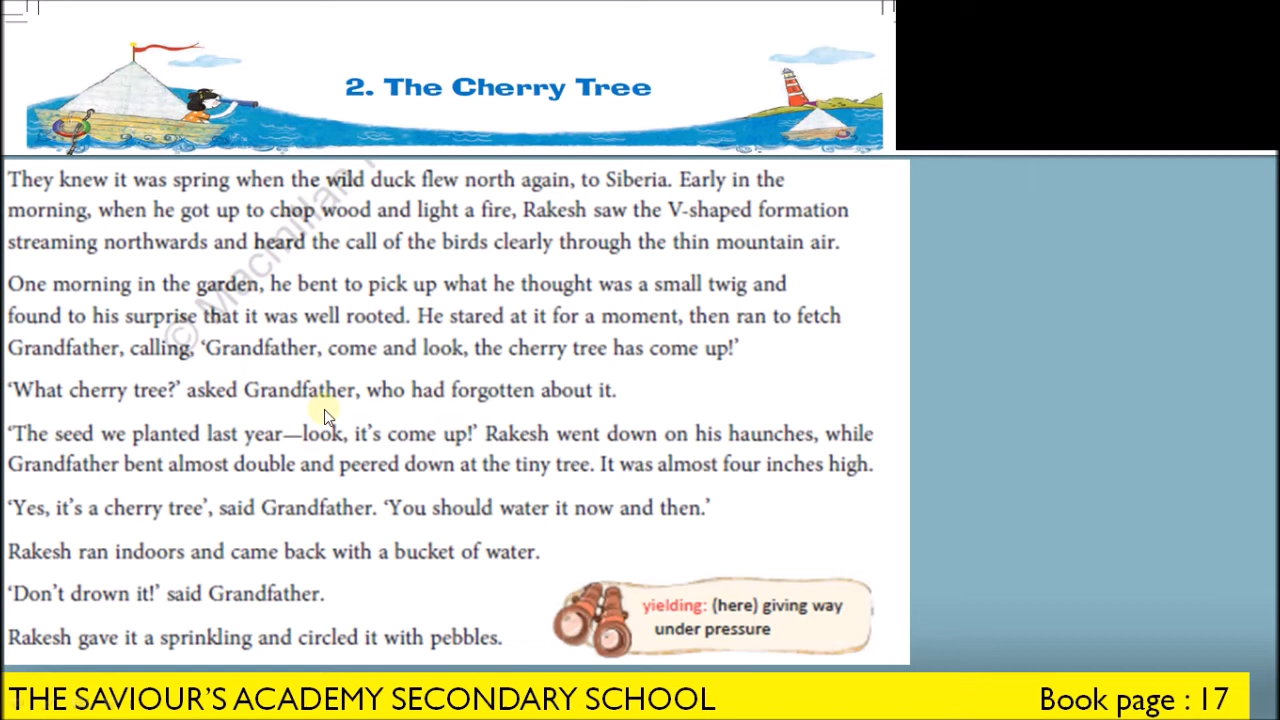 2. The Cherry Tree
They knew it was spring when the wild duck flew north again, to Siberia. Early in the
morning, when he got up to chop wood and light a fire, Rakesh saw the V-shaped formation
streaming northwards and heard the call of the birds clearly through the thin mountain air.
One morning in the garden, he bent to pick up what he thought was a small twig and
found to his surprise that it was well rooted. He stared at it for a moment, then ran to fetch
Grandfather, calling, ‘Grandfather, come and look, the cherry tree has come up!’
‘What cherry tree?’ asked Grandfather, who had forgotten about it.
‘The seed we planted last year—look, it’s come up!’ Rakesh went down on his haunches, while
Grandfather bent almost double and peered down at the tiny tree. It was almost four inches high.
‘Yes, it’s a cherry tree’, said Grandfather. ‘You should water it now and then.’
Rakesh ran indoors and came back with a bucket of water.
‘Don’t drown it!’ said Grandfather.
Rakesh gave it a sprinkling and circled it with pebbles.
yielding: (here) giving way
under pressure
© Macmillan
THE SAVIOUR’S ACADEMY SECONDARY SCHOOL
Book page : 17